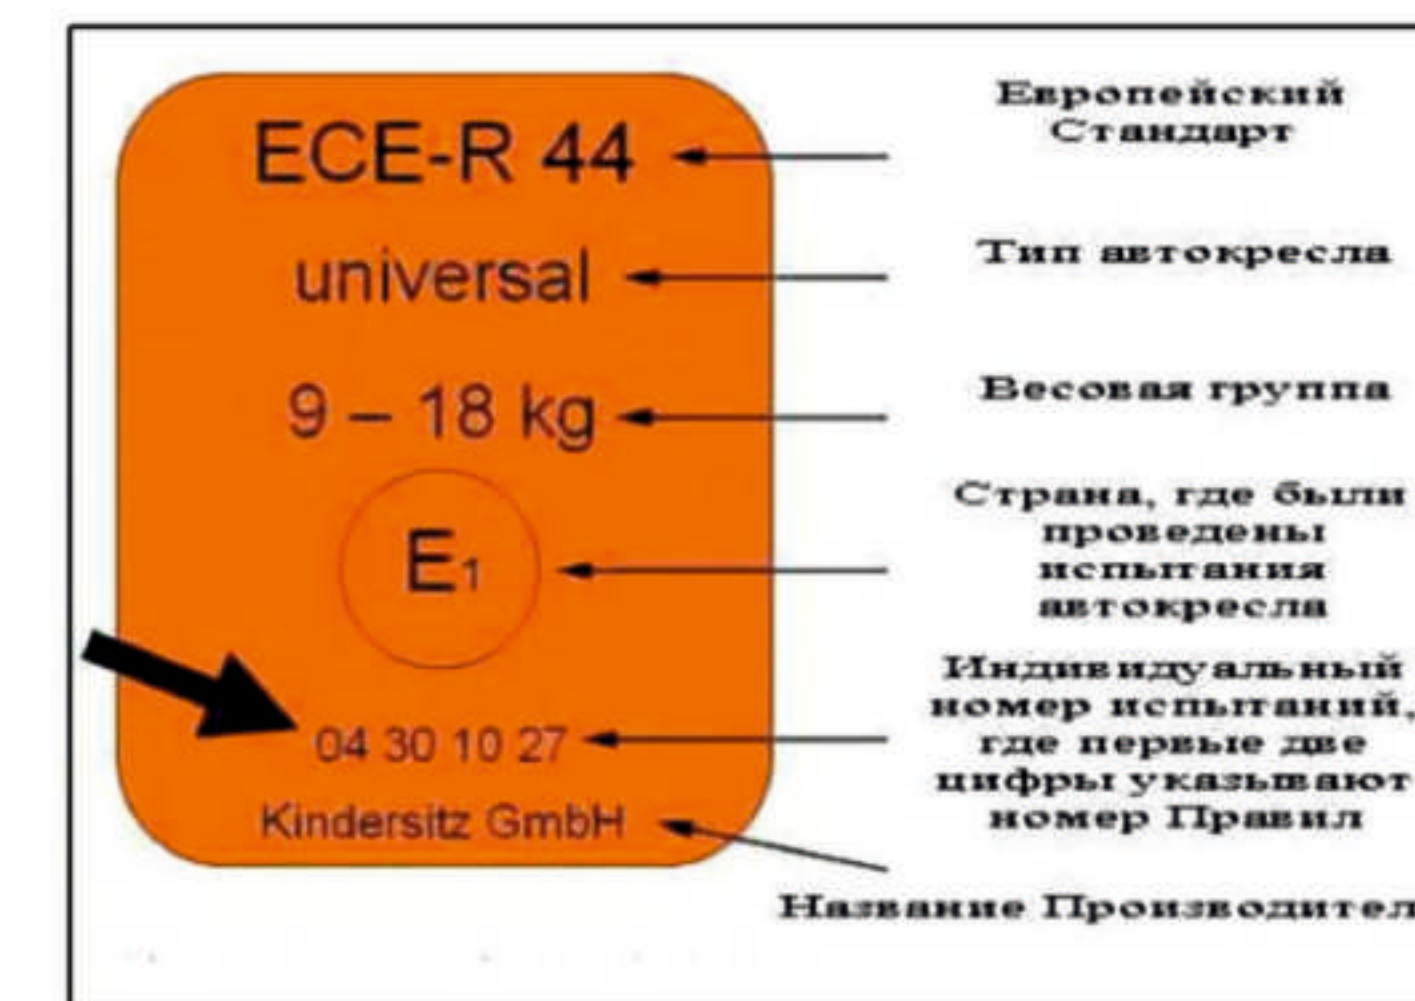 ECE-R 44
Европейский
Стандарт
universal
Тип автокресла
9 – 18 kg
Весовая группа
E1
Страна, где были
проведены
испытания
автокресла
04 30 10 27
Индивидуальный
номер испытаний,
где первые две
цифры указывают
номер Правил
Kindersitz GmbH
Название Производител